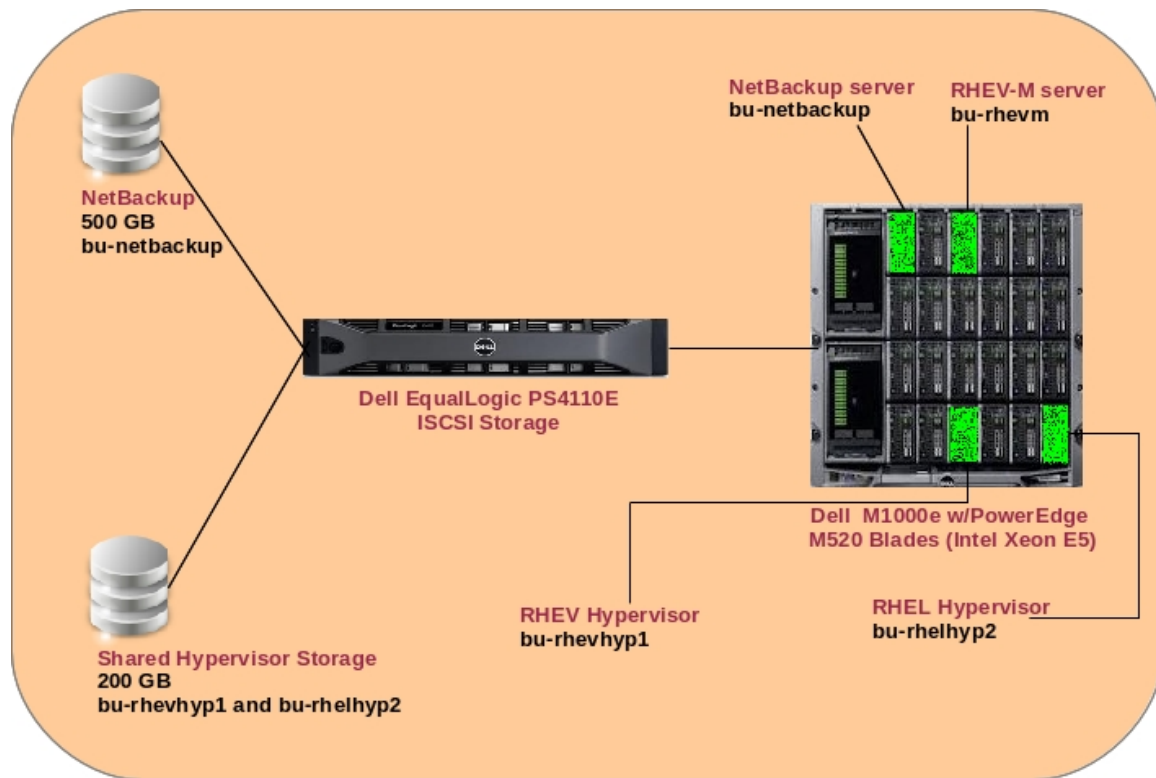 NetBackup server
bu-netbackup
RHEV-M server
bu-rhevm
NetBackup
500 GB
bu-netbackup
DELL
Dell EqualLogic PS4110E
ISCSI Storage
Dell M1000e w/PowerEdge
M520 Blades (Intel Xeon E5)
RHEV Hypervisor
bu-rhevhyp1
RHEL Hypervisor
bu-rhelhyp2
Shared Hypervisor Storage
200 GB
bu-rhevhyp1 and bu-rhelhyp2